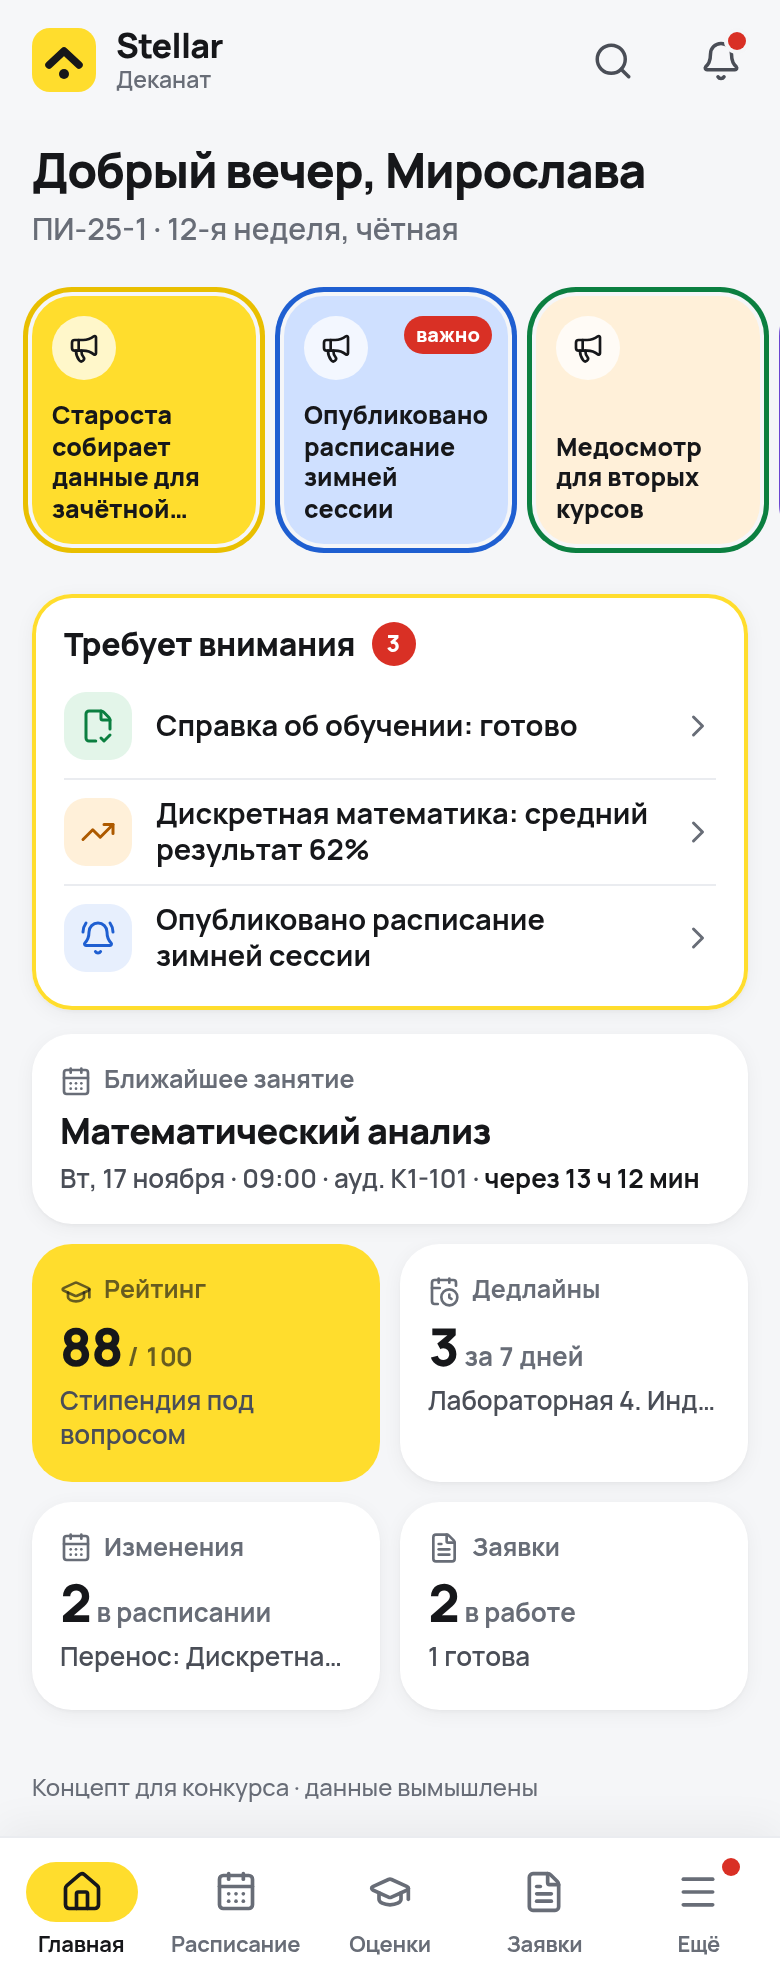 Stellar
Деканат
Добрый вечер, Мирослава
ПИ-25-1 · 12-я неделя, чётная
Староста
собирает
данные для
зачётной...
важно
Опубликовано
расписание
зимней
сессии
Медосмотр
для вторых
курсов
Требует внимания 3
Справка об обучении: готово
Дискретная математика: средний
результат 62%
Опубликовано расписание
зимней сессии
Ближайшее занятие
Математический анализ
Вт, 17 ноября · 09:00 · ауд. К1-101 · через 13 ч 12 мин
Рейтинг
88 / 100
Стипендия под
вопросом
Дедлайны
3 за 7 дней
Лабораторная 4. Инд...
Изменения
2 в расписании
Перенос: Дискретна...
Заявки
2 в работе
1 готова
Концепт для конкурса · данные вымышлены
Главная
Расписание
Оценки
Заявки
Ещё